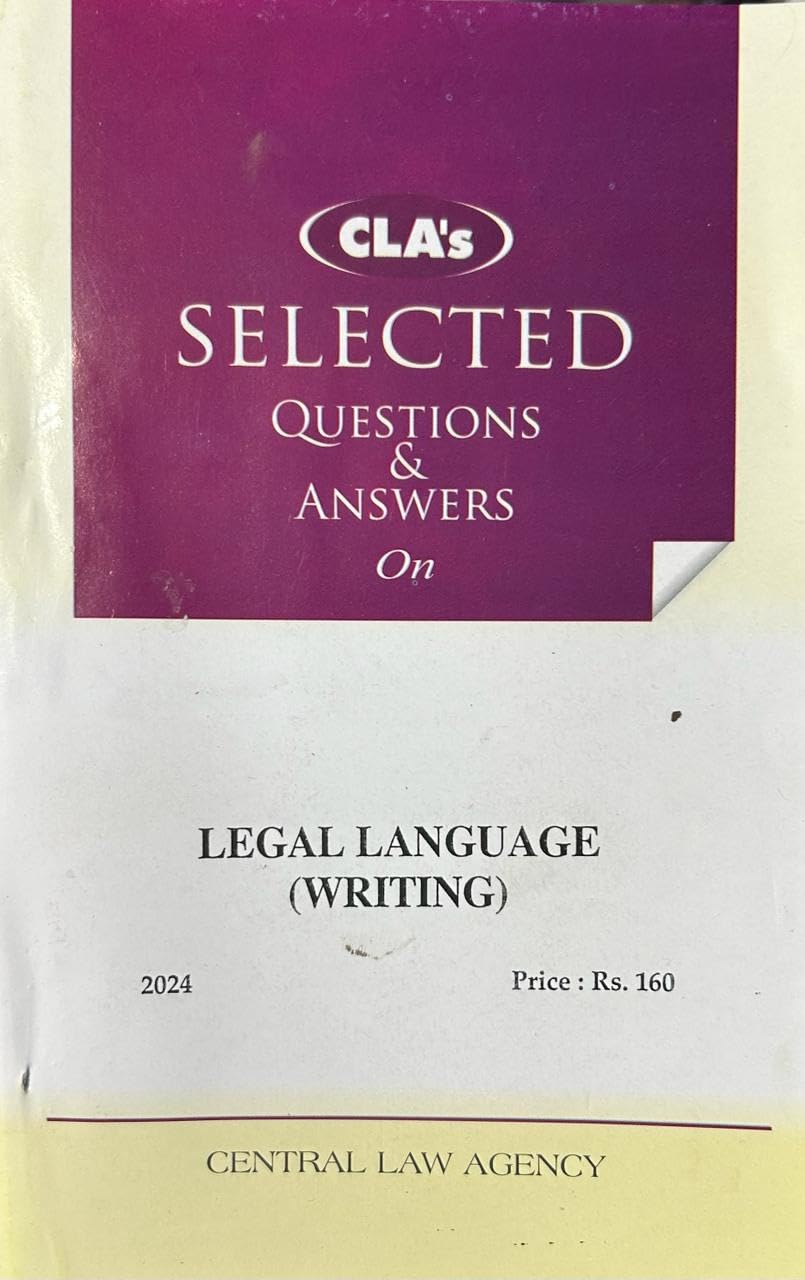 CLA's
SELECTED
QUESTIONS
&
ANSWERS
On
LEGAL LANGUAGE
(WRITING)
2024 Price : Rs. 160
CENTRAL LAW AGENCY